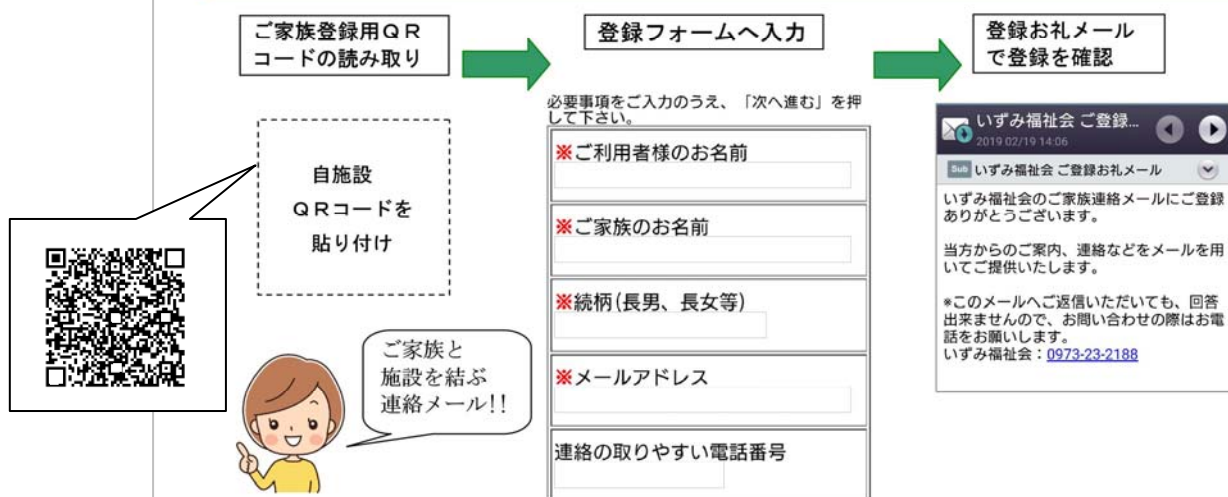 ご家族登録用ＱＲ
コードの読み取り
登録フォームへ入力
登録お礼メール
で登録を確認
自施設
ＱＲコードを
貼り付け
ご家族と
施設を結ぶ
連絡メール!!
必要事項をご入力のうえ、「次へ進む」を押
して下さい。
※ご利用者様のお名前
※ご家族のお名前
※続柄(長男、長女等)
※メールアドレス
連絡の取りやすい電話番号
いずみ福祉会 ご登録...
2019 02/19 14:06
Sub いずみ福祉会 ご登録お礼メール
いずみ福祉会のご家族連絡メールにご登録
ありがとうございます。
当方からのご案内、連絡などをメールを用
いてご提供いたします。
*このメールへご返信いただいても、回答
出来ませんので、お問い合わせの際はお電
話をお願いします。
いずみ福祉会：0973-23-2188